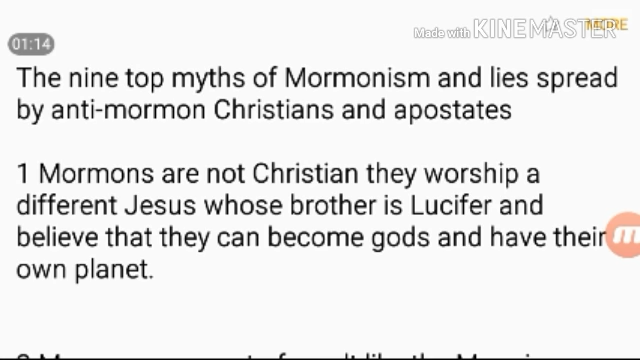 MORE
01:14
Made with KINEMASTER
The nine top myths of Mormonism and lies spread
by anti-mormon Christians and apostates
1 Mormons are not Christian they worship a
different Jesus whose brother is Lucifer and
believe that they can become gods and have their
own planet.